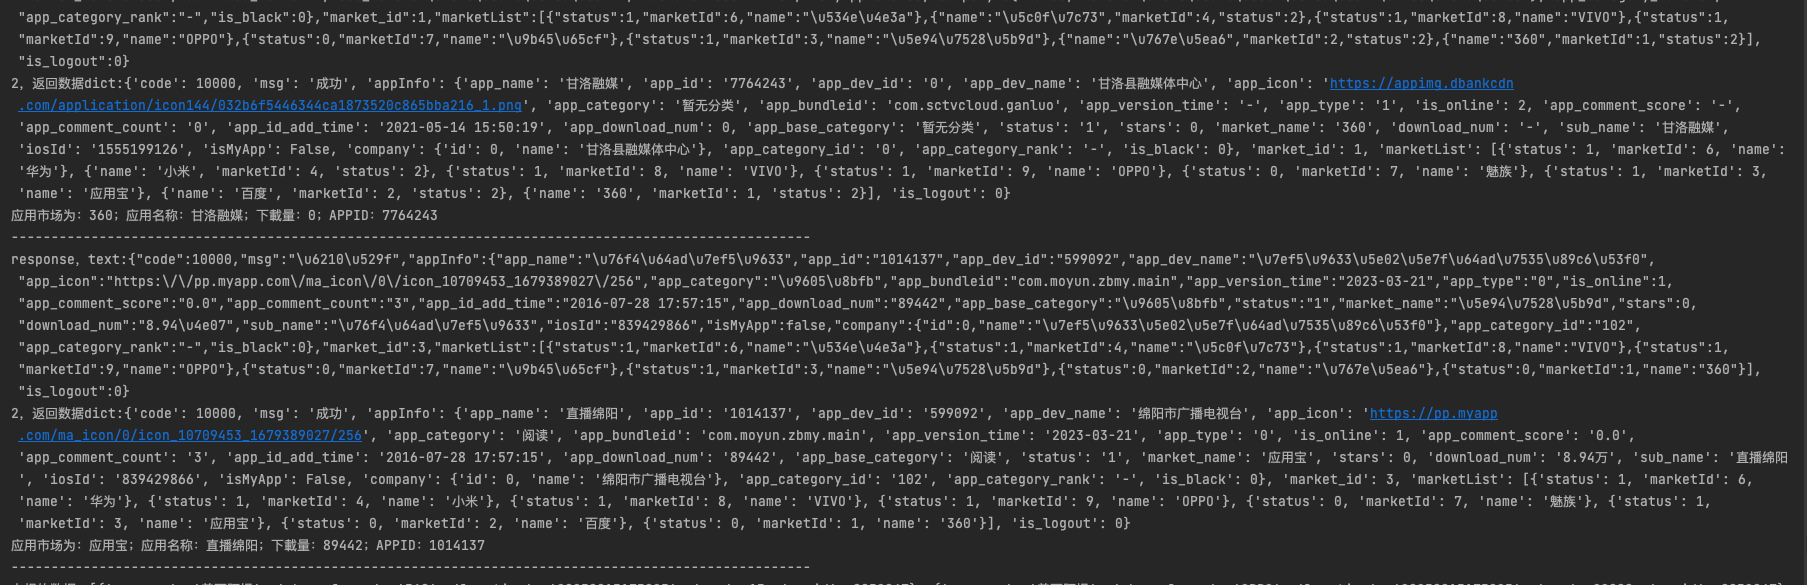 "app_category_rank":"-","is_black":0},"market_id":1,"marketList":[{"status":1,"marketId":6,"name":"\u534e\u4e3a"},{"name":"\u5c0f\u7c73","marketId":4,"status":2},{"status":1,"marketId":8,"name":"VIVO"},{"status":1,
"marketId":9,"name":"OPPO"},{"status":0,"marketId":7,"name":"\u9b45\u65cf"},{"status":1,"marketId":3,"name":"\u5e94\u7528\u5b9d"},{"name":"\u767e\u5ea6","marketId":2,"status":2},{"name":"360","marketId":1,"status":2}],
"is_logout":0}
2, 返回数据dict:{'code': 10000, 'msg': '成功', 'appInfo': {'app_name': '甘洛融媒', 'app_id': '7764243', 'app_dev_id': '0', 'app_dev_name': '甘洛县融媒体中心', 'app_icon': 'https://appimg.dbankcdn
.com/application/icon144/032b6f5446344ca1873520c865bba216_1.png', 'app_category': '暂无分类', 'app_bundleid': 'com.sctvcloud.ganluo', 'app_version_time': '-', 'app_type': '1', 'is_online': 2, 'app_comment_score': '-',
'app_comment_count': '0', 'app_id_add_time': '2021-05-14 15:50:19', 'app_download_num': 0, 'app_base_category': '暂无分类', 'status': '1', 'stars': 0, 'market_name': '360', 'download_num': '-', 'sub_name': '甘洛融媒',
'iosId': '1555199126', 'isMyApp': False, 'company': {'id': 0, 'name': '甘洛县融媒体中心'}, 'app_category_id': '0', 'app_category_rank': '-', 'is_black': 0}, 'market_id': 1, 'marketList': [{'status': 1, 'marketId': 6, 'name':
'华为'}, {'name': '小米', 'marketId': 4, 'status': 2}, {'status': 1, 'marketId': 8, 'name': 'VIVO'}, {'status': 1, 'marketId': 9, 'name': 'OPPO'}, {'status': 0, 'marketId': 7, 'name': '魅族'}, {'status': 1, 'marketId': 3,
'name': '应用宝'}, {'name': '百度', 'marketId': 2, 'status': 2}, {'name': '360', 'marketId': 1, 'status': 2}], 'is_logout': 0}
应用市场为: 360; 应用名称: 甘洛融媒; 下載量: 0; APPID: 7764243
----------------------------------------------------------------------------------------------------
response, text:{"code":10000,"msg":"\u6210\u529f","appInfo":{"app_name":"\u76f4\u64ad\u7ef5\u9633","app_id":"1014137","app_dev_id":"599092","app_dev_name":"\u7ef5\u9633\u5e02\u5e7f\u64ad\u7535\u89c6\u53f0",
"app_icon":"https:\/\/pp.myapp.com\/ma_icon\/0\/icon_10709453_1679389027\/256","app_category":"\u9605\u8bfb","app_bundleid":"com.moyun.zbmy.main","app_version_time":"2023-03-21","app_type":"0","is_online":1,
"app_comment_score":"0.0","app_comment_count":"3","app_id_add_time":"2016-07-28 17:57:15","app_download_num":"89442","app_base_category":"\u9605\u8bfb","status":"1","market_name":"\u5e94\u7528\u5b9d","stars":0,
"download_num":"8.94\u4e07","sub_name":"\u76f4\u64ad\u7ef5\u9633","iosId":"839429866","isMyApp":false,"company":{"id":0,"name":"\u7ef5\u9633\u5e02\u5e7f\u64ad\u7535\u89c6\u53f0"},"app_category_id":"102",
"app_category_rank":"-","is_black":0},"market_id":3,"marketList":[{"status":1,"marketId":6,"name":"\u534e\u4e3a"},{"status":1,"marketId":4,"name":"\u5c0f\u7c73"},{"status":1,"marketId":8,"name":"VIVO"},{"status":1,
"marketId":9,"name":"OPPO"},{"status":0,"marketId":7,"name":"\u9b45\u65cf"},{"status":1,"marketId":3,"name":"\u5e94\u7528\u5b9d"},{"status":0,"marketId":2,"name":"\u767e\u5ea6"},{"status":0,"marketId":1,"name":"360"}],
"is_logout":0}
2, 返回数据dict:{'code': 10000, 'msg': '成功', 'appInfo': {'app_name': '直播绵阳', 'app_id': '1014137', 'app_dev_id': '599092', 'app_dev_name': '绵阳市广播电视台', 'app_icon': 'https://pp.myapp
.com/ma_icon/0/icon_10709453_1679389027/256', 'app_category': '阅读', 'app_bundleid': 'com.moyun.zbmy.main', 'app_version_time': '2023-03-21', 'app_type': '0', 'is_online': 1, 'app_comment_score': '0.0',
'app_comment_count': '3', 'app_id_add_time': '2016-07-28 17:57:15', 'app_download_num': '89442', 'app_base_category': '阅读', 'status': '1', 'market_name': '应用宝', 'stars': 0, 'download_num': '8.94万', 'sub_name': '直播绵阳
', 'iosId': '839429866', 'isMyApp': False, 'company': {'id': 0, 'name': '绵阳市广播电视台'}, 'app_category_id': '102', 'app_category_rank': '-', 'is_black': 0}, 'market_id': 3, 'marketList': [{'status': 1, 'marketId': 6,
'name': '华为'}, {'status': 1, 'marketId': 4, 'name': '小米'}, {'status': 1, 'marketId': 8, 'name': 'VIVO'}, {'status': 1, 'marketId': 9, 'name': 'OPPO'}, {'status': 0, 'marketId': 7, 'name': '魅族'}, {'status': 1,
'marketId': 3, 'name': '应用宝'}, {'status': 0, 'marketId': 2, 'name': '百度'}, {'status': 0, 'marketId': 1, 'name': '360'}], 'is_logout': 0}
应用市场为: 应用宝; 应用名称: 直播绵阳; 下載量: 89442; APPID: 1014137
----------------------------------------------------------------------------------------------------